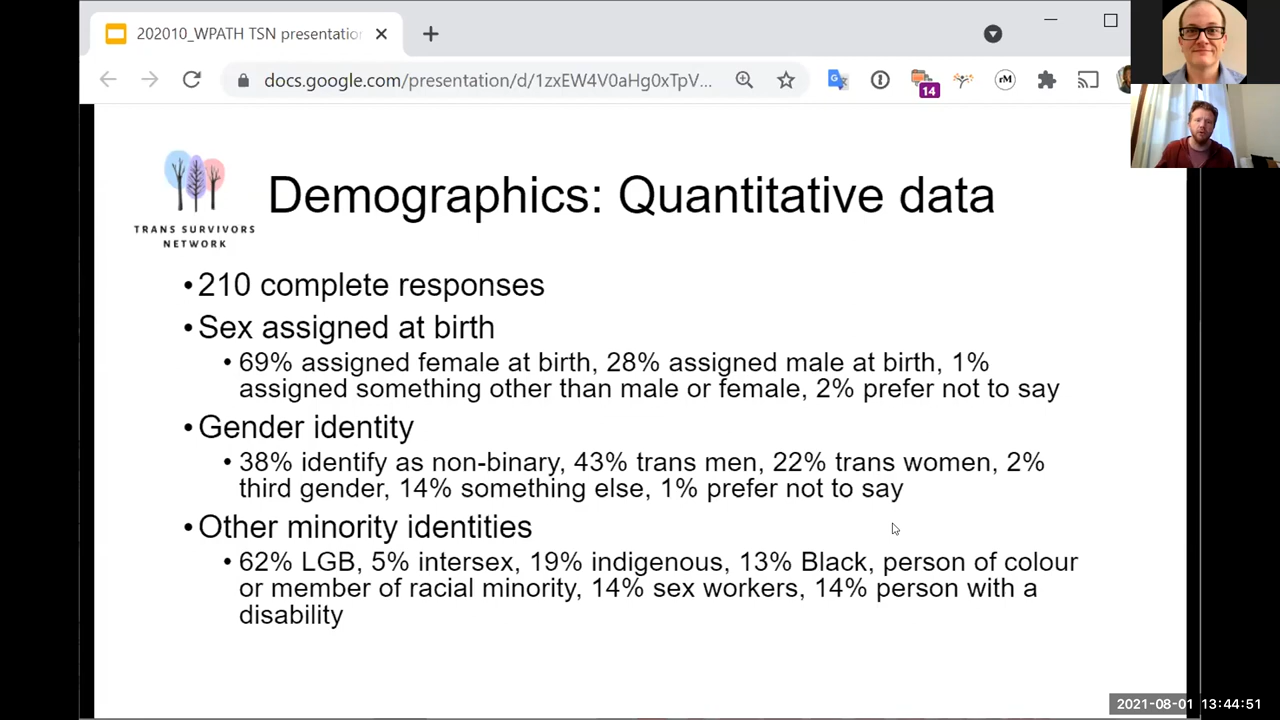 202010_WPATH TSN presentation
docs.google.com/presentation/d/1zxEW4V0aHg0xTpV...
14
rM
TRANS SURVIVORS
NETWORK
Demographics: Quantitative data
•210 complete responses
•Sex assigned at birth
•69% assigned female at birth, 28% assigned male at birth, 1%
assigned something other than male or female, 2% prefer not to say
•Gender identity
•38% identify as non-binary, 43% trans men, 22% trans women, 2%
third gender, 14% something else, 1% prefer not to say
•Other minority identities
•62% LGB, 5% intersex, 19% indigenous, 13% Black, person of colour
or member of racial minority, 14% sex workers, 14% person with a
disability
2021-08-01 13:44:51